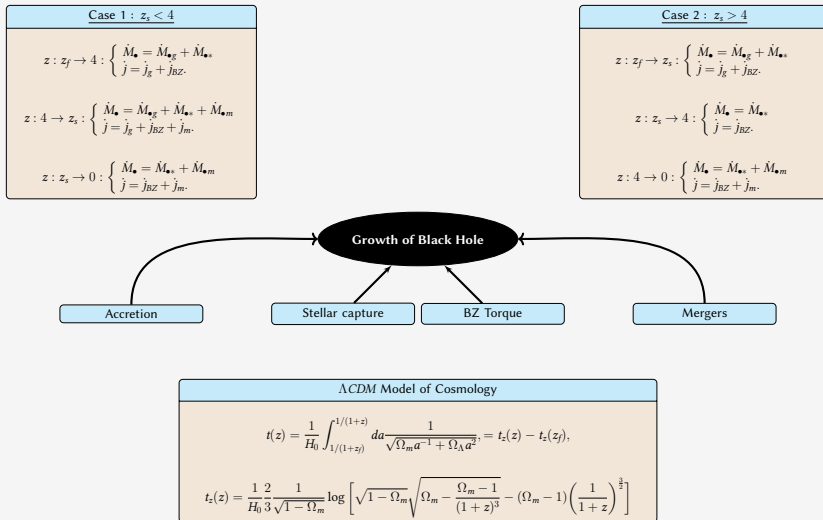 Case 1 : z_s < 4
z : z_f → 4 : { Ṁ_• = Ṁ_•g + Ṁ_•*
j̇ = j̇_g + j̇_BZ.
z : 4 → z_s : { Ṁ_• = Ṁ_•g + Ṁ_•* + Ṁ_•m
j̇ = j̇_g + j̇_BZ + j̇_m.
z : z_s → 0 : { Ṁ_• = Ṁ_•* + Ṁ_•m
j̇ = j̇_BZ + j̇_m.
Case 2 : z_s > 4
z : z_f → z_s : { Ṁ_• = Ṁ_•g + Ṁ_•*
j̇ = j̇_g + j̇_BZ.
z : z_s → 4 : { Ṁ_• = Ṁ_•*
j̇ = j̇_BZ.
z : 4 → 0 : { Ṁ_• = Ṁ_•* + Ṁ_•m
j̇ = j̇_BZ + j̇_m.
Growth of Black Hole
Accretion
Stellar capture
BZ Torque
Mergers
ΛCDM Model of Cosmology
t(z) = 1/H_0 ∫_{1/(1+z_f)}^{1/(1+z)} da 1/√(Ω_m a^{-1} + Ω_Λ a^2), = t_z(z) − t_z(z_f),
t_z(z) = 1/H_0 2/3 1/√(1 − Ω_m) log [ √(1 − Ω_m) √(Ω_m − (Ω_m − 1)/(1 + z)^3) − (Ω_m − 1) (1/(1 + z))^{3/2} ]